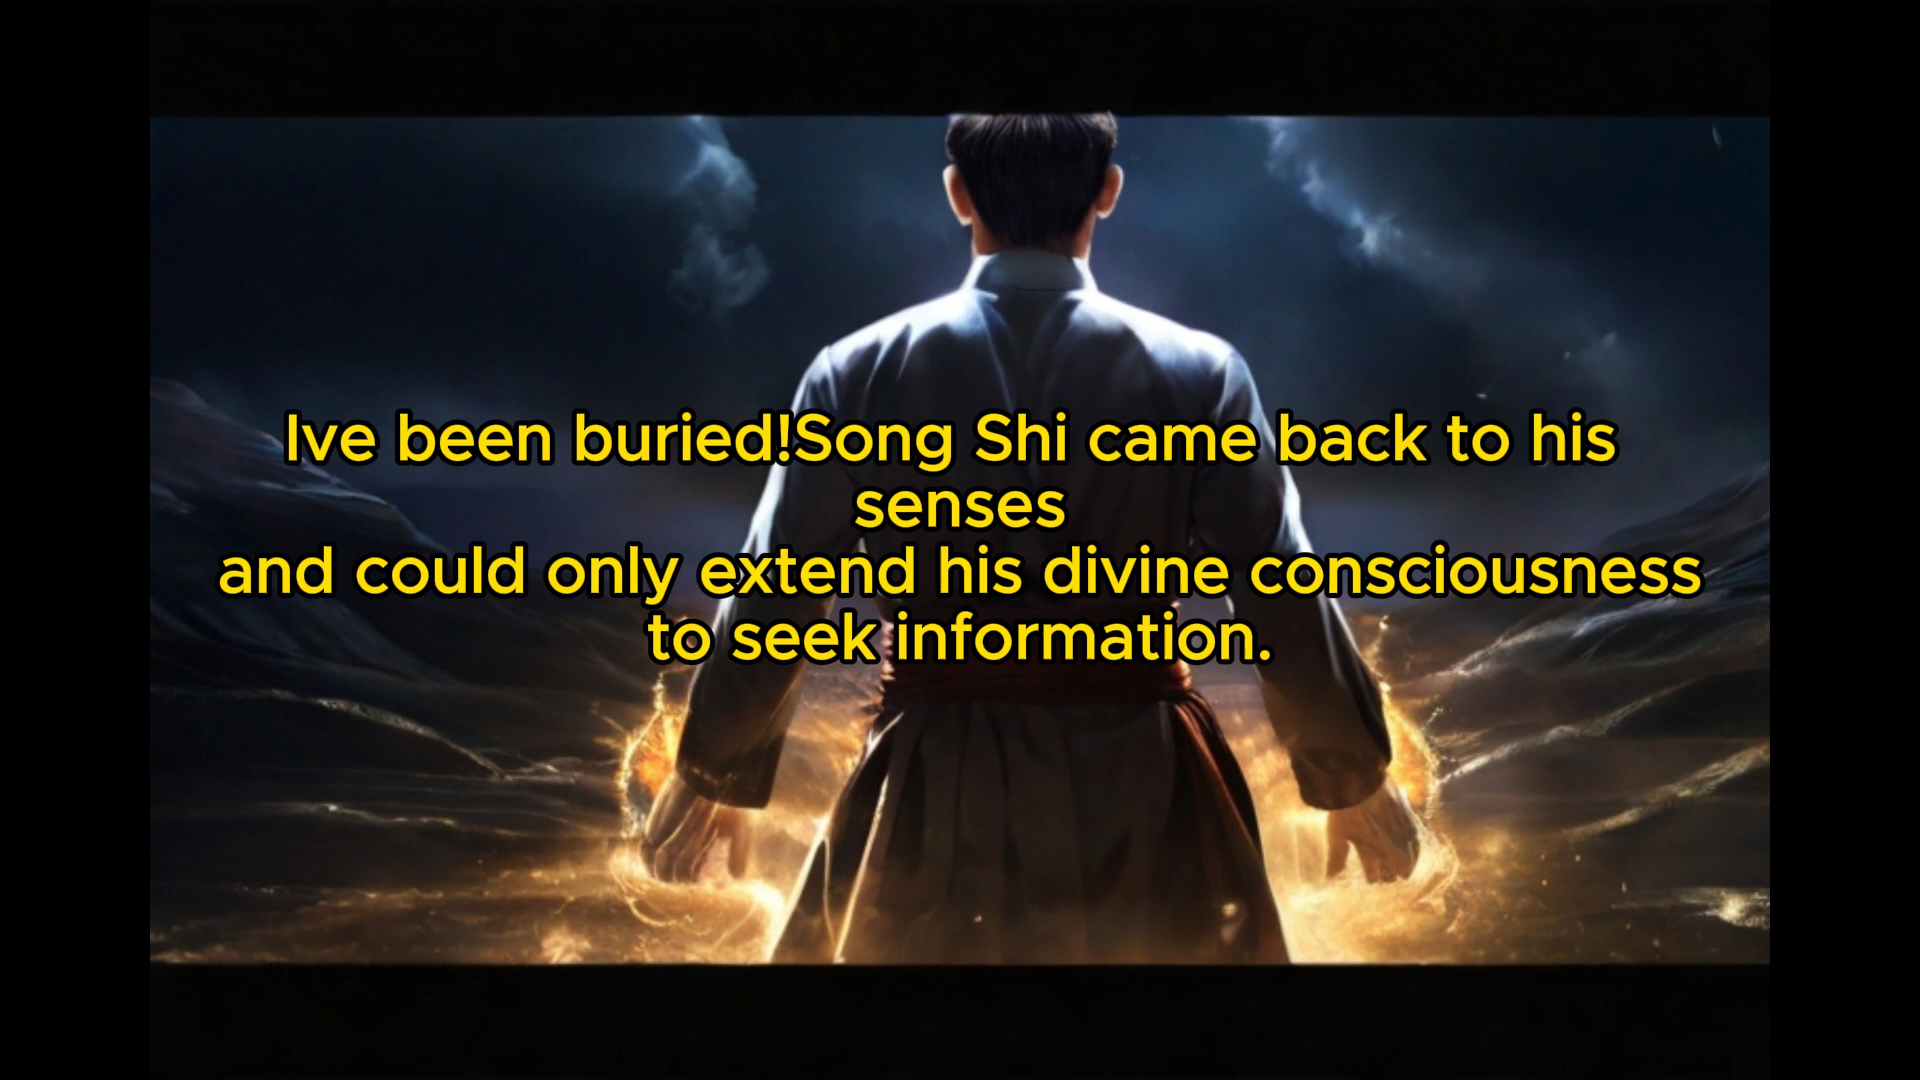 Ive been buried!Song Shi came back to his
senses
and could only extend his divine consciousness
to seek information.